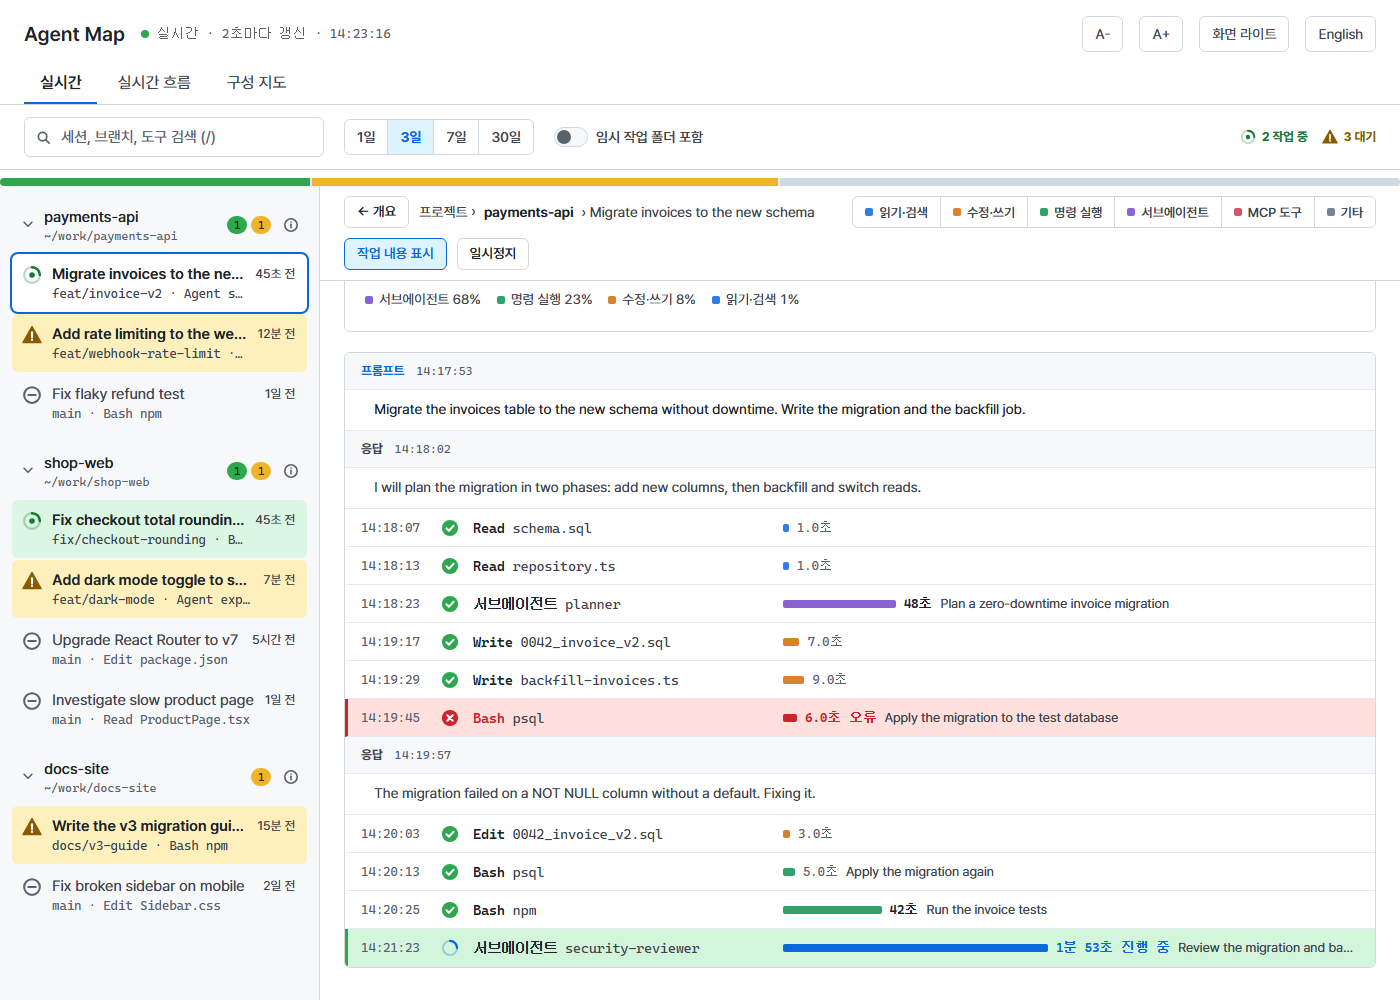 Agent Map 실시간 · 2초마다 갱신 · 14:23:16 A- A+ 화면 라이트 English
실시간 실시간 흐름 구성 지도
세션, 브랜치, 도구 검색 (/) 1일 3일 7일 30일 임시 작업 폴더 포함 2 작업 중 3 대기
payments-api 1 1
~/work/payments-api
Migrate invoices to the ne... 45초 전
feat/invoice-v2 · Agent s…
Add rate limiting to the we... 12분 전
feat/webhook-rate-limit ·…
Fix flaky refund test 1일 전
main · Bash npm
shop-web 1 1
~/work/shop-web
Fix checkout total roundin... 45초 전
fix/checkout-rounding · B…
Add dark mode toggle to s... 7분 전
feat/dark-mode · Agent exp…
Upgrade React Router to v7 5시간 전
main · Edit package.json
Investigate slow product page 1일 전
main · Read ProductPage.tsx
docs-site 1
~/work/docs-site
Write the v3 migration gui... 15분 전
docs/v3-guide · Bash npm
Fix broken sidebar on mobile 2일 전
main · Edit Sidebar.css
← 개요 프로젝트 › payments-api › Migrate invoices to the new schema 읽기·검색 수정·쓰기 명령 실행 서브에이전트 MCP 도구 기타
작업 내용 표시 일시정지
서브에이전트 68% 명령 실행 23% 수정·쓰기 8% 읽기·검색 1%
프롬프트 14:17:53
Migrate the invoices table to the new schema without downtime. Write the migration and the backfill job.
응답 14:18:02
I will plan the migration in two phases: add new columns, then backfill and switch reads.
14:18:07 Read schema.sql 1.0초
14:18:13 Read repository.ts 1.0초
14:18:23 서브에이전트 planner 48초 Plan a zero-downtime invoice migration
14:19:17 Write 0042_invoice_v2.sql 7.0초
14:19:29 Write backfill-invoices.ts 9.0초
14:19:45 Bash psql 6.0초 오류 Apply the migration to the test database
응답 14:19:57
The migration failed on a NOT NULL column without a default. Fixing it.
14:20:03 Edit 0042_invoice_v2.sql 3.0초
14:20:13 Bash psql 5.0초 Apply the migration again
14:20:25 Bash npm 42초 Run the invoice tests
14:21:23 서브에이전트 security-reviewer 1분 53초 진행 중 Review the migration and ba...